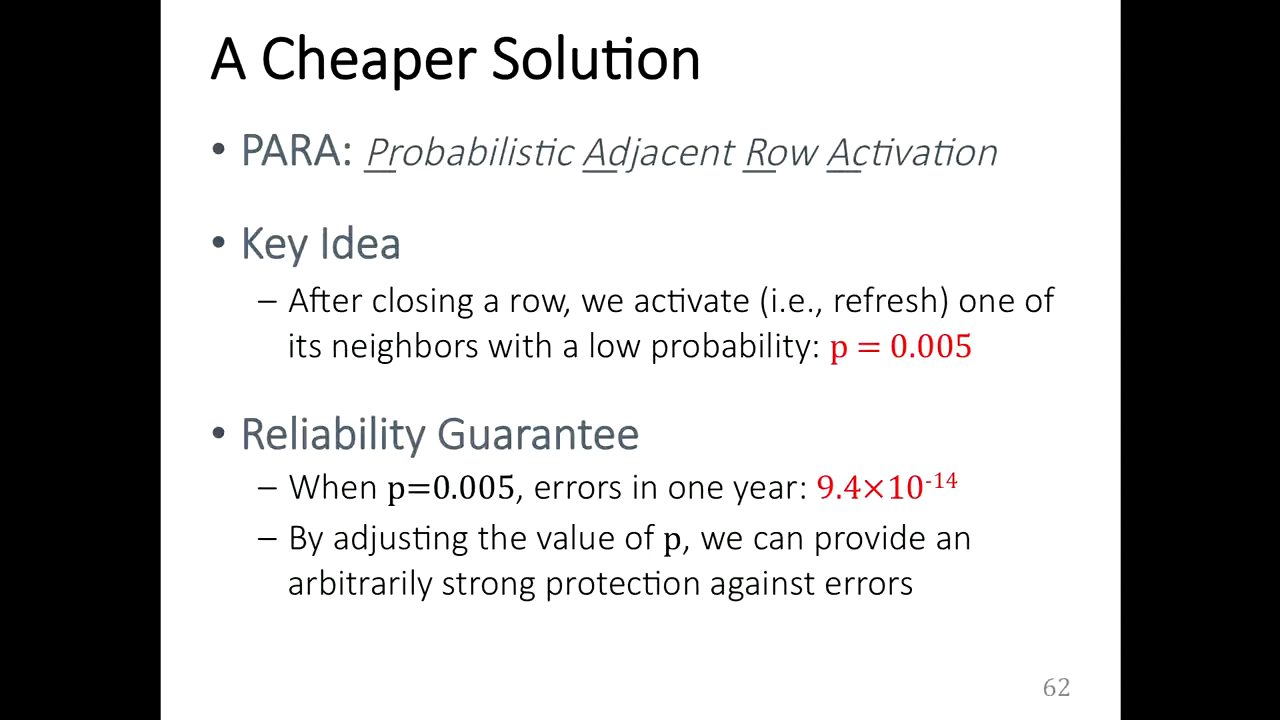 A Cheaper Solution
• PARA: Probabilistic Adjacent Row Activation
• Key Idea
– After closing a row, we activate (i.e., refresh) one of
its neighbors with a low probability: p = 0.005
• Reliability Guarantee
– When p=0.005, errors in one year: 9.4×10⁻¹⁴
– By adjusting the value of p, we can provide an
arbitrarily strong protection against errors
62